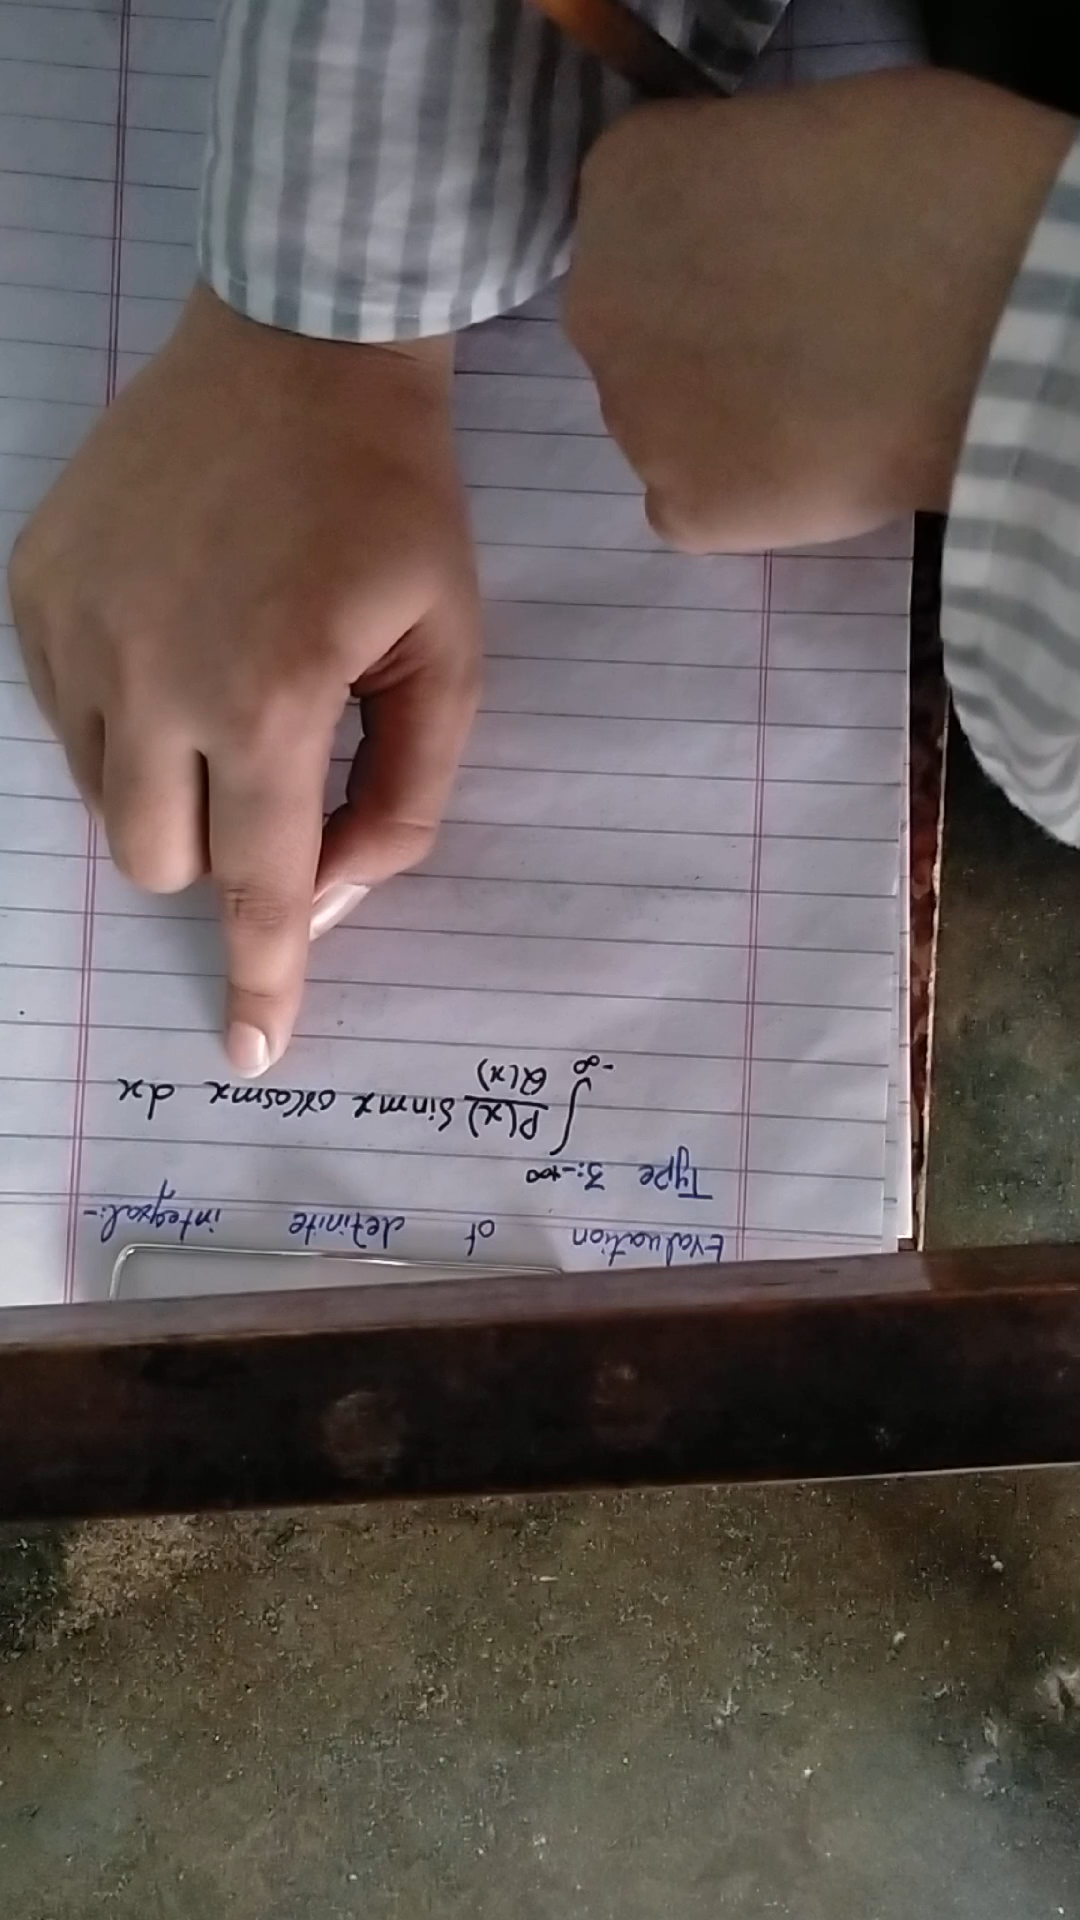 Evaluation of definite integral:-
Type 3:-
+∞
∫ P(x)/Q(x) Sinmx or cosmx dx
-∞